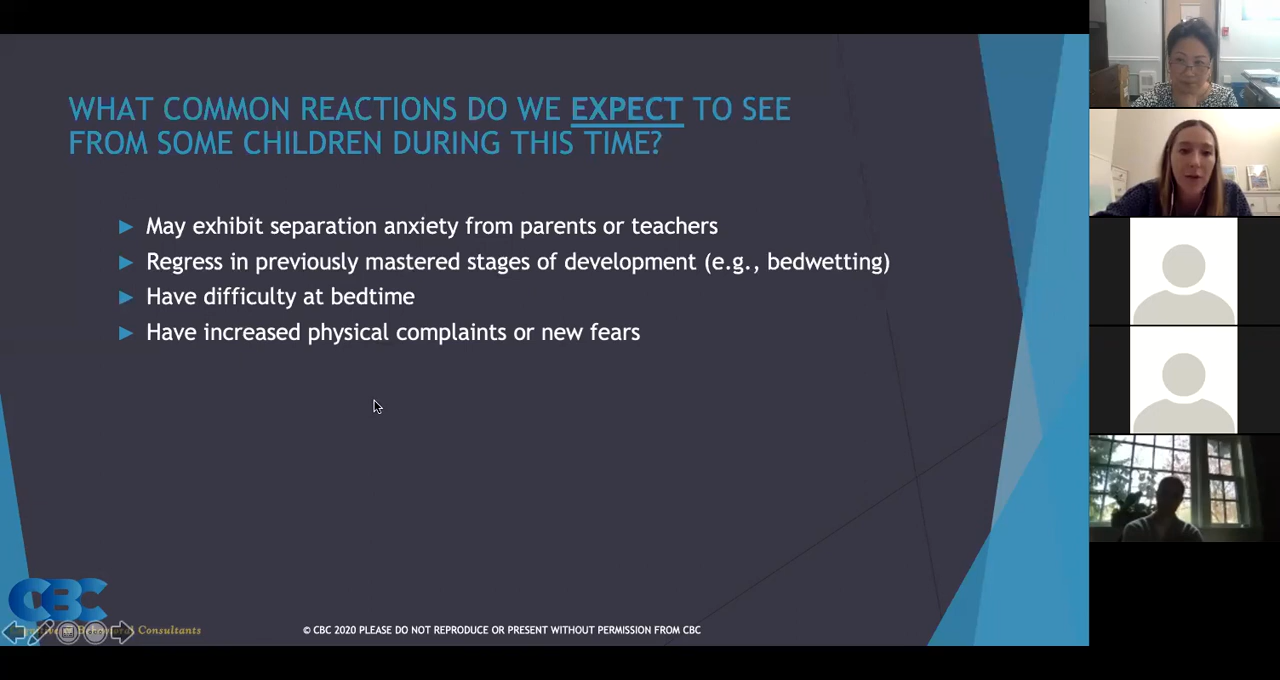 WHAT COMMON REACTIONS DO WE EXPECT TO SEE
FROM SOME CHILDREN DURING THIS TIME?
► May exhibit separation anxiety from parents or teachers
► Regress in previously mastered stages of development (e.g., bedwetting)
► Have difficulty at bedtime
► Have increased physical complaints or new fears
CBC
Consultants
© CBC 2020 PLEASE DO NOT REPRODUCE OR PRESENT WITHOUT PERMISSION FROM CBC